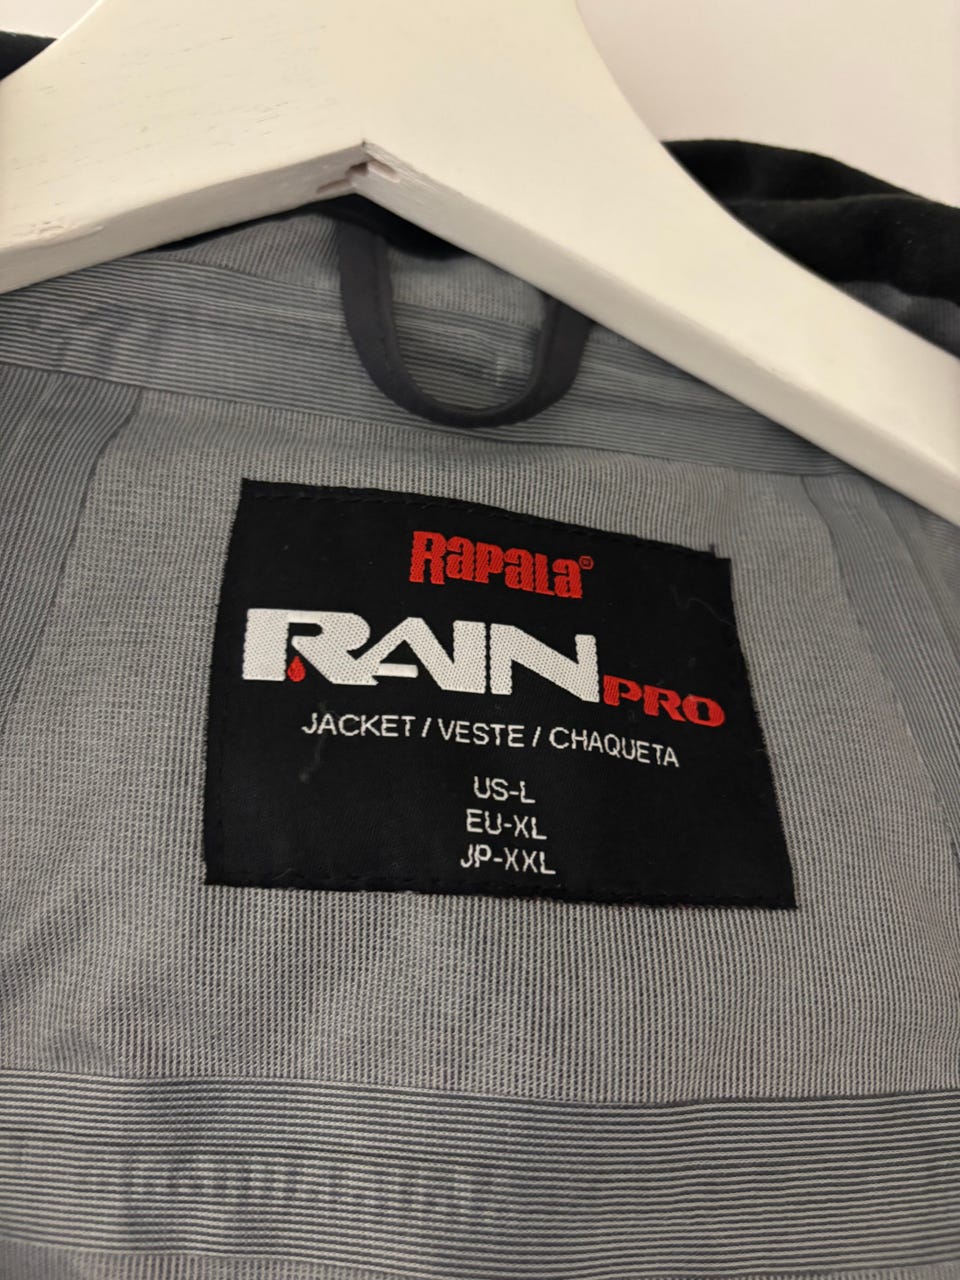 Rapala®
RAIN PRO
JACKET / VESTE / CHAQUETA
US-L
EU-XL
JP-XXL